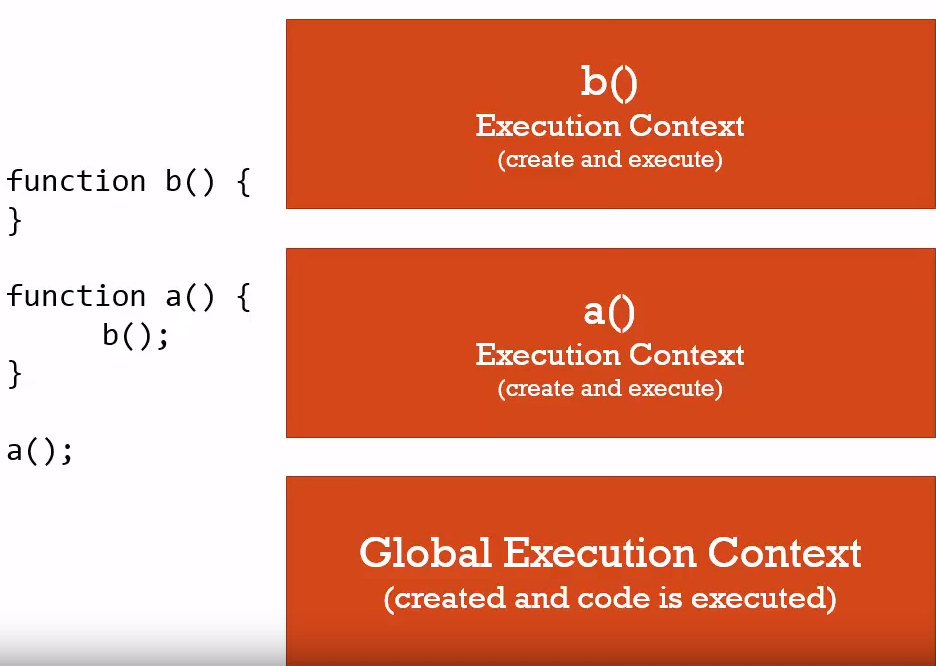 function b() {
}
function a() {
b();
}
a();
b()
Execution Context
(create and execute)
a()
Execution Context
(create and execute)
Global Execution Context
(created and code is executed)